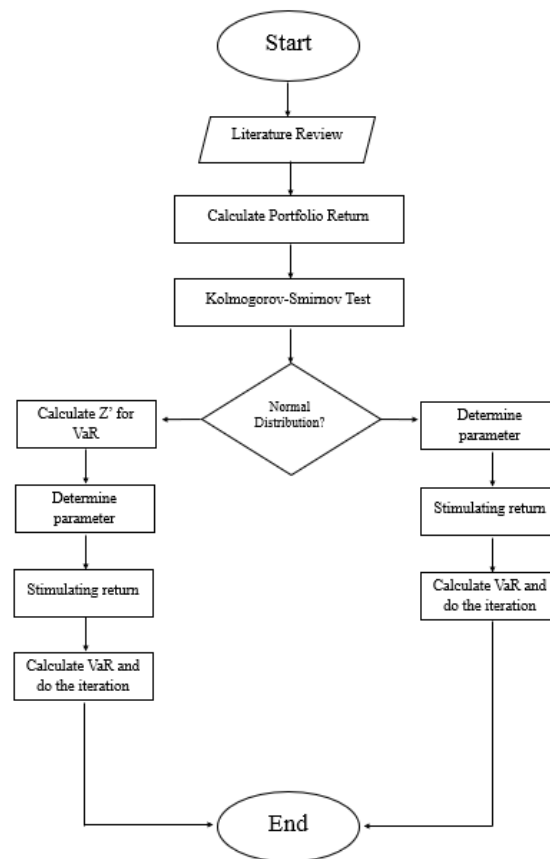 Start
Literature Review
Calculate Portfolio Return
Kolmogorov-Smirnov Test
Normal
Distribution?
Calculate Z’ for
VaR
Determine
parameter
Stimulating return
Calculate VaR and
do the iteration
Determine
parameter
Stimulating return
Calculate VaR and
do the iteration
End